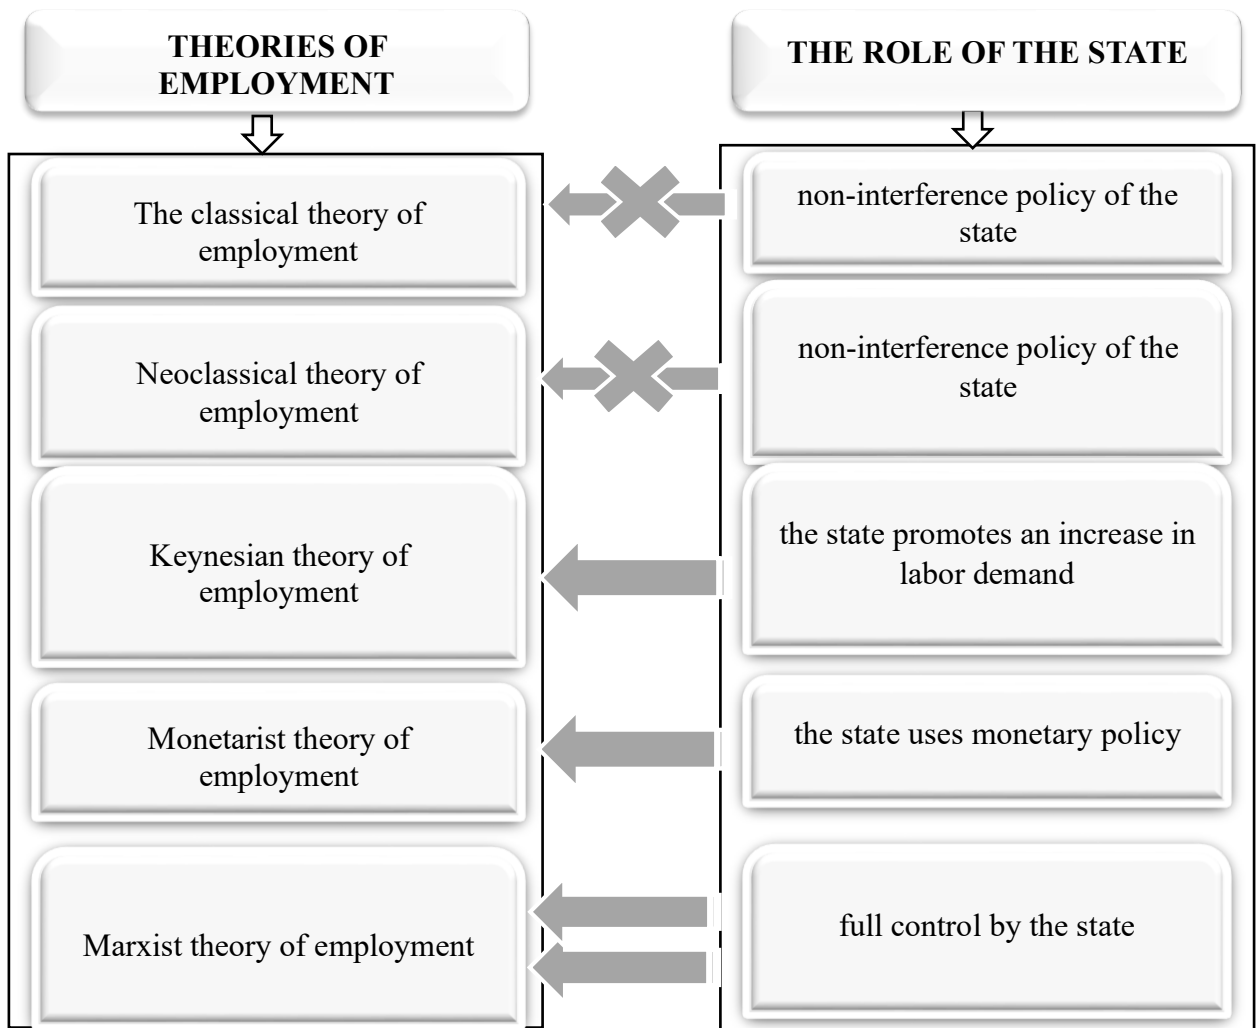 THEORIES OF
EMPLOYMENT
THE ROLE OF THE STATE
The classical theory of
employment
non-interference policy of the
state
Neoclassical theory of
employment
non-interference policy of the
state
Keynesian theory of
employment
the state promotes an increase in
labor demand
Monetarist theory of
employment
the state uses monetary policy
Marxist theory of employment
full control by the state